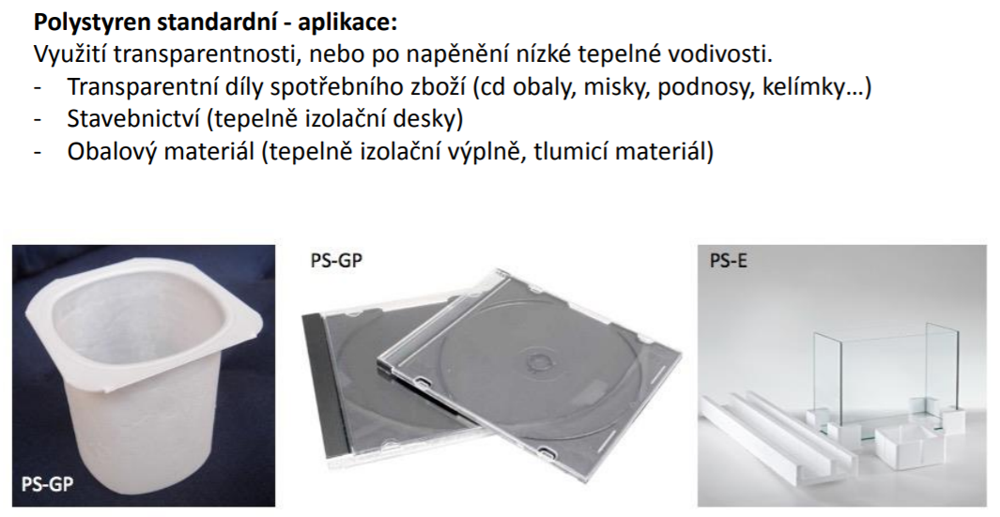 Polystyren standardní - aplikace:
Využití transparentnosti, nebo po napěnění nízké tepelné vodivosti.
- Transparentní díly spotřebního zboží (cd obaly, misky, podnosy, kelímky…)
- Stavebnictví (tepelně izolační desky)
- Obalový materiál (tepelně izolační výplně, tlumicí materiál)
PS-GP
PS-GP
PS-E